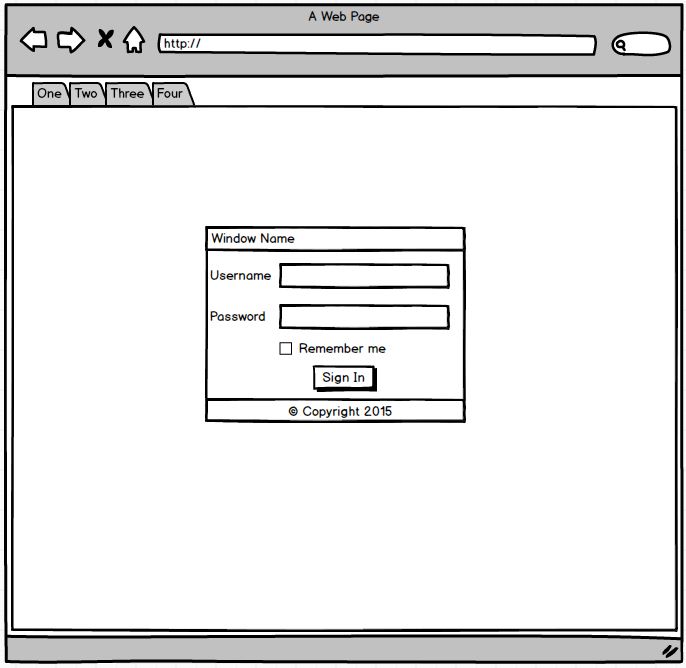 A Web Page
http://
One Two Three Four
Window Name
Username
Password
Remember me
Sign In
© Copyright 2015